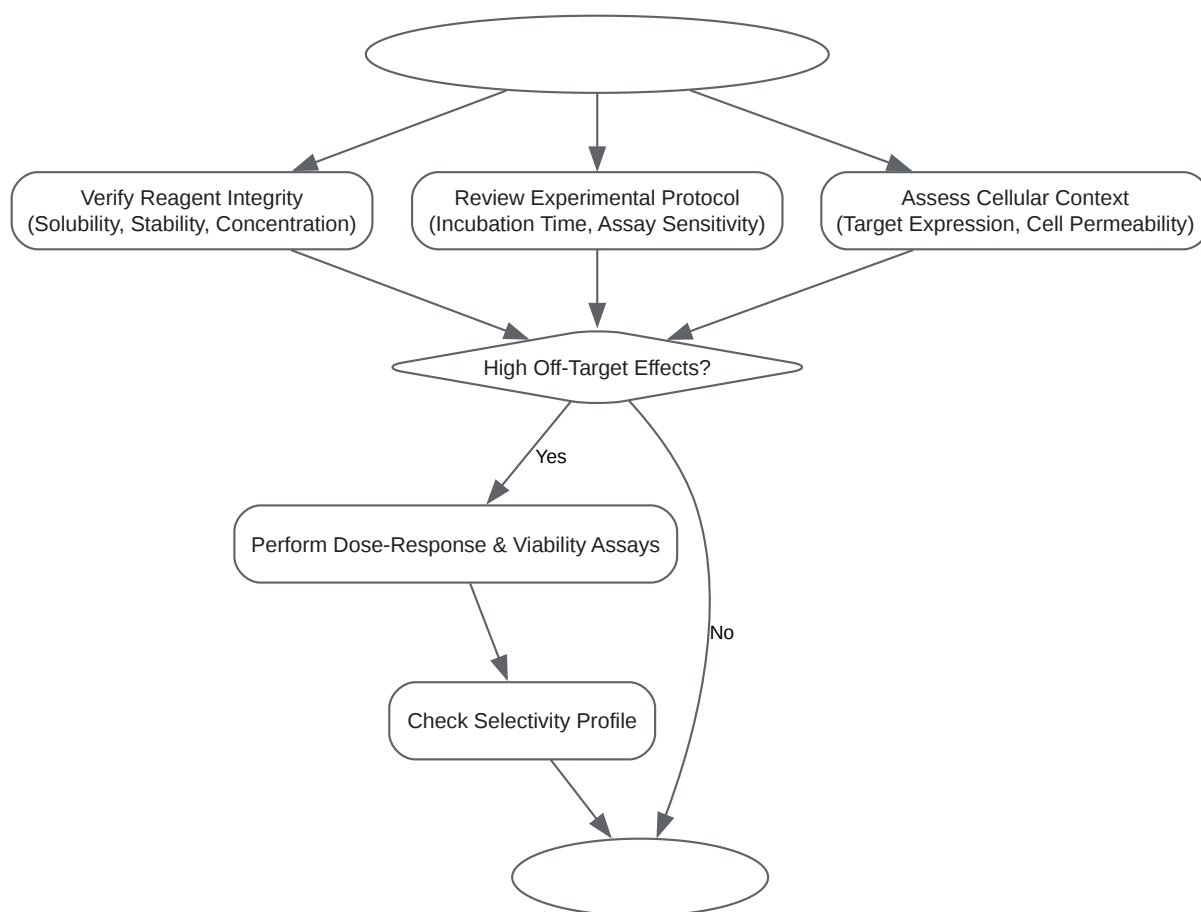 Verify Reagent Integrity
(Solubility, Stability, Concentration)
Review Experimental Protocol
(Incubation Time, Assay Sensitivity)
Assess Cellular Context
(Target Expression, Cell Permeability)
High Off-Target Effects?
Yes
Perform Dose-Response & Viability Assays
No
Check Selectivity Profile